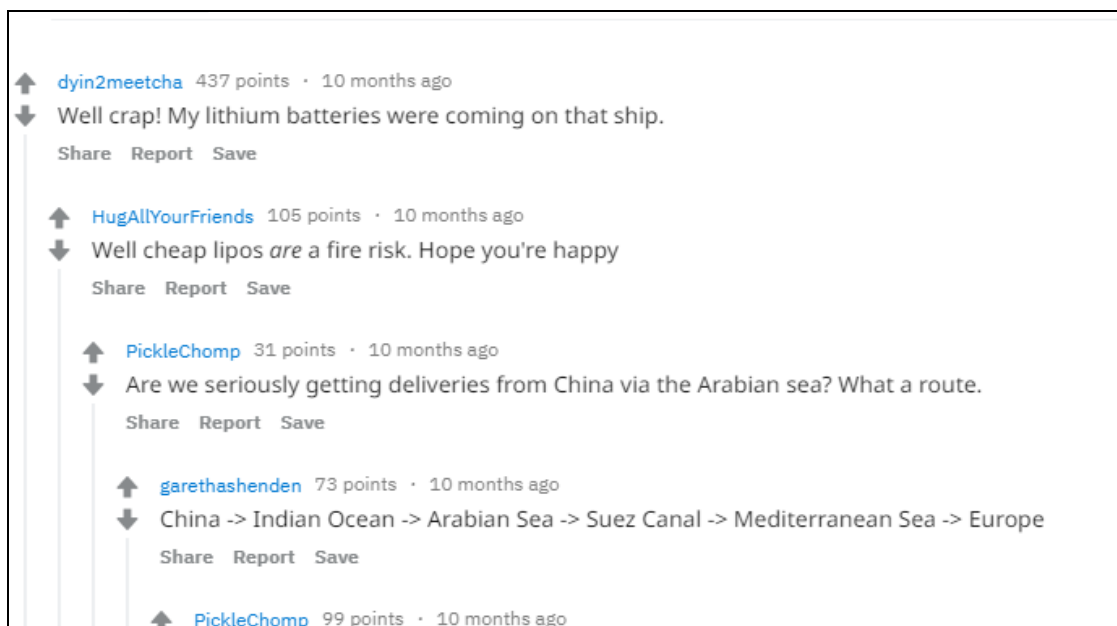 dyin2meetcha 437 points · 10 months ago
Well crap! My lithium batteries were coming on that ship.
Share Report Save
HugAllYourFriends 105 points · 10 months ago
Well cheap lipos are a fire risk. Hope you're happy
Share Report Save
PickleChomp 31 points · 10 months ago
Are we seriously getting deliveries from China via the Arabian sea? What a route.
Share Report Save
garethashenden 73 points · 10 months ago
China -> Indian Ocean -> Arabian Sea -> Suez Canal -> Mediterranean Sea -> Europe
Share Report Save
PickleChomp 99 points · 10 months ago